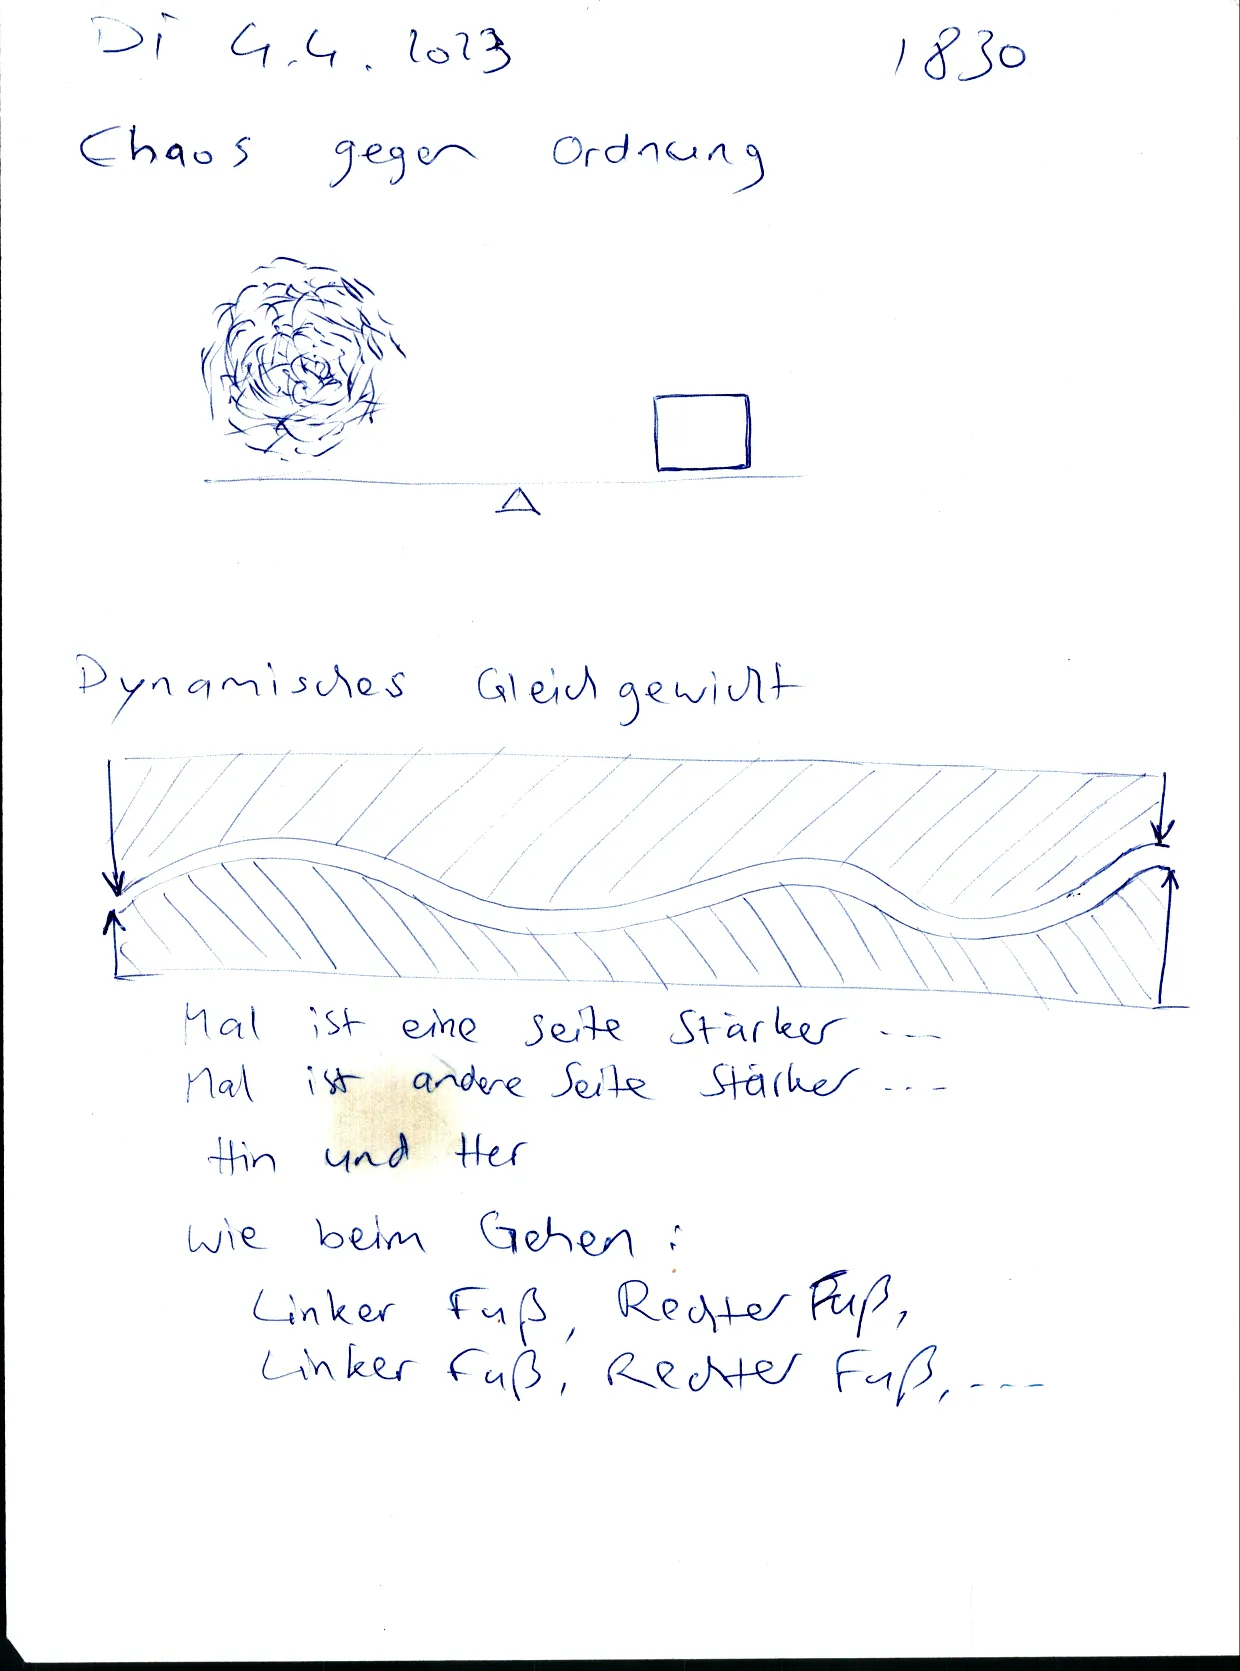 Di 4.4.2023 1830
Chaos gegen Ordnung
Dynamisches Gleichgewicht
Mal ist eine Seite Stärker ...
Mal ist andere Seite Stärker ...
Hin und Her
wie beim Gehen:
Linker Fuß, Rechter Fuß,
Linker Fuß, Rechter Fuß, ...